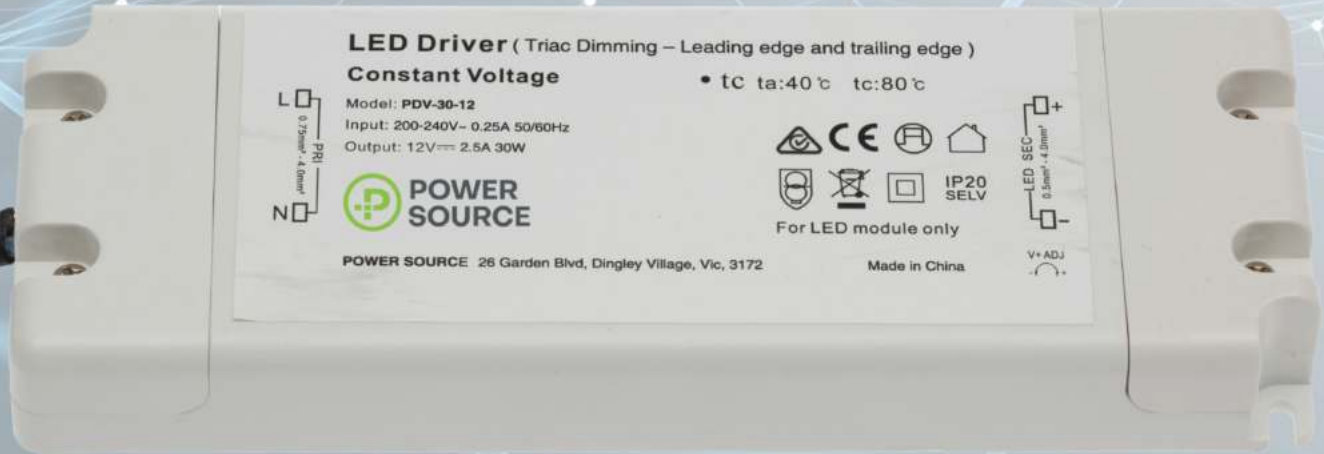 LED Driver ( Triac Dimming – Leading edge and trailing edge )
Constant Voltage
• tc ta:40℃ tc:80℃
Model: PDV-30-12
Input: 200-240V~ 0.25A 50/60Hz
Output: 12V⎓ 2.5A 30W
L
PRI
0.75mm² - 4.0mm²
N
POWER
SOURCE
CE
IP20
SELV
For LED module only
+
LED SEC
0.5mm² - 4.0mm²
-
V+ ADJ
- +
POWER SOURCE 26 Garden Blvd, Dingley Village, Vic, 3172
Made in China